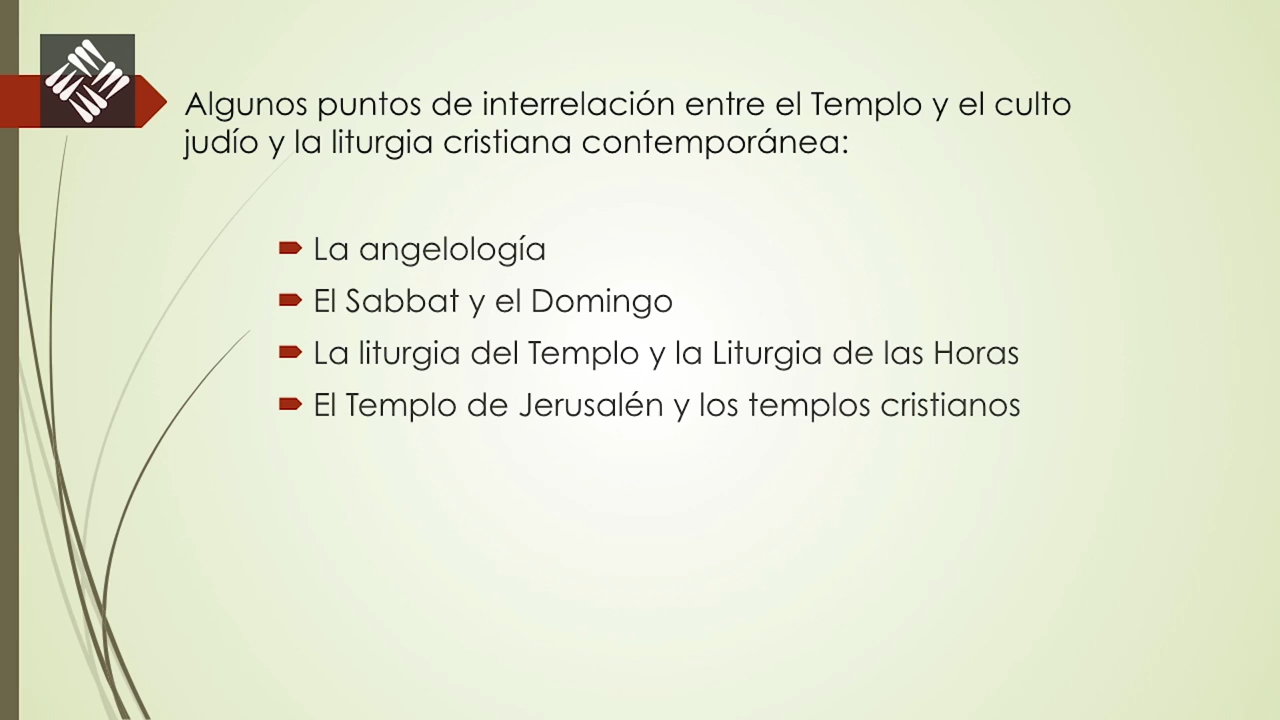 Algunos puntos de interrelación entre el Templo y el culto
judío y la liturgia cristiana contemporánea:
La angelología
El Sabbat y el Domingo
La liturgia del Templo y la Liturgia de las Horas
El Templo de Jerusalén y los templos cristianos